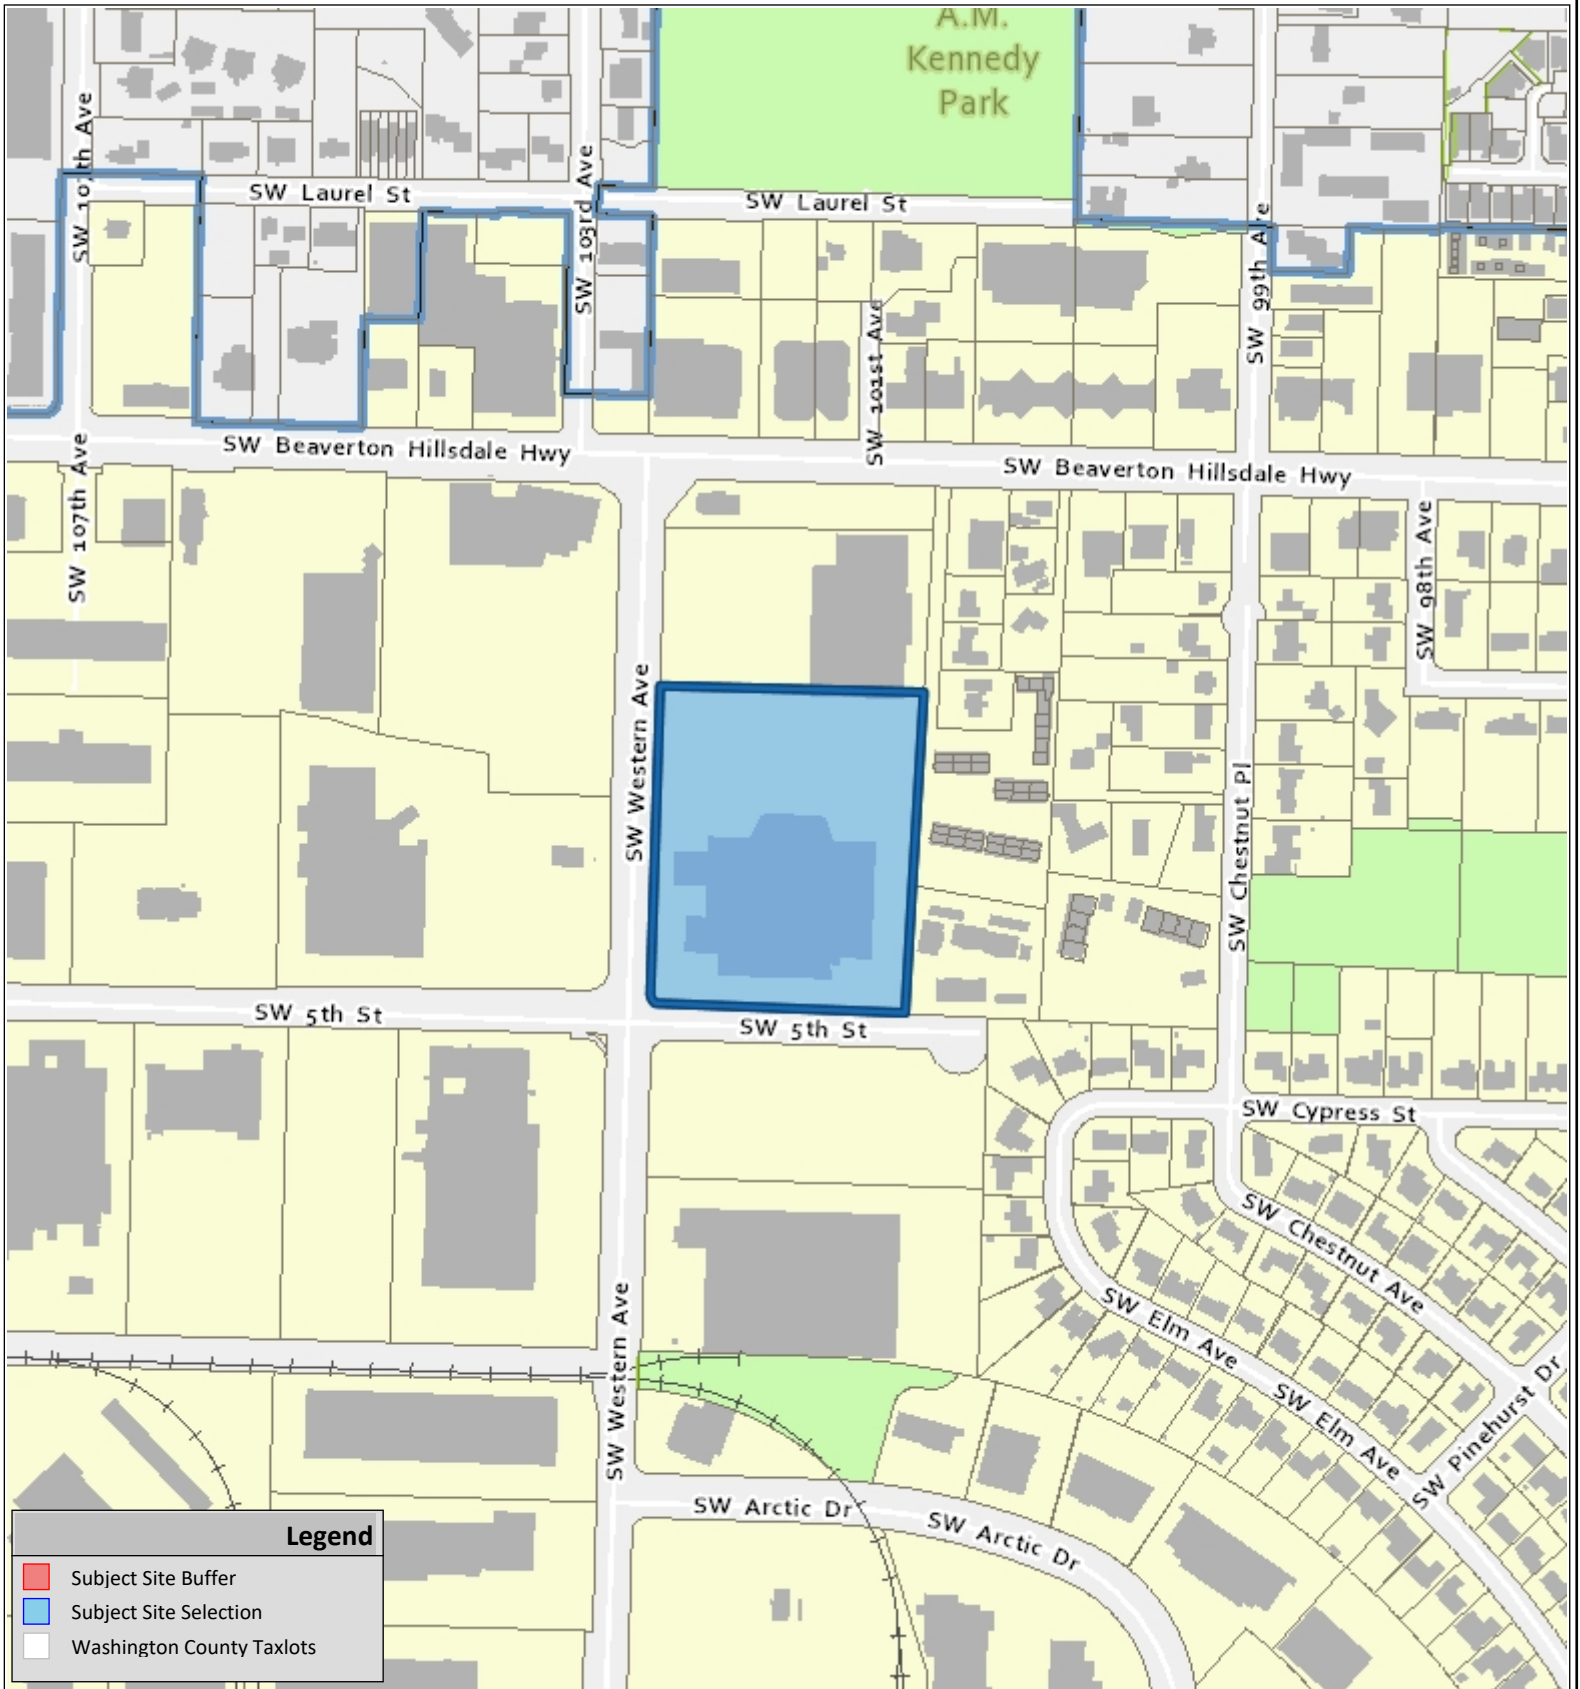 A.M.
Kennedy
Park
SW 107th Ave
SW Laurel St
SW 103rd Ave
SW Laurel St
SW 99th Ave
SW 101st Ave
SW Beaverton Hillsdale Hwy
SW Beaverton Hillsdale Hwy
SW 107th Ave
SW 98th Ave
SW Western Ave
SW Chestnut Pl
SW 5th St
SW 5th St
SW Cypress St
SW Chestnut Ave
SW Elm Ave
SW Western Ave
SW Elm Ave
SW Pinehurst Dr
SW Arctic Dr
SW Arctic Dr
Legend
Subject Site Buffer
Subject Site Selection
Washington County Taxlots